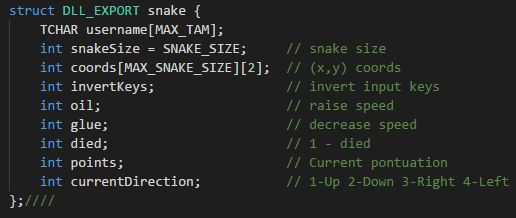 struct DLL_EXPORT snake {
TCHAR username[MAX_TAM];
int snakeSize = SNAKE_SIZE; // snake size
int coords[MAX_SNAKE_SIZE][2]; // (x,y) coords
int invertKeys; // invert input keys
int oil; // raise speed
int glue; // decrease speed
int died; // 1 - died
int points; // Current pontuation
int currentDirection; // 1-Up 2-Down 3-Right 4-Left
};////